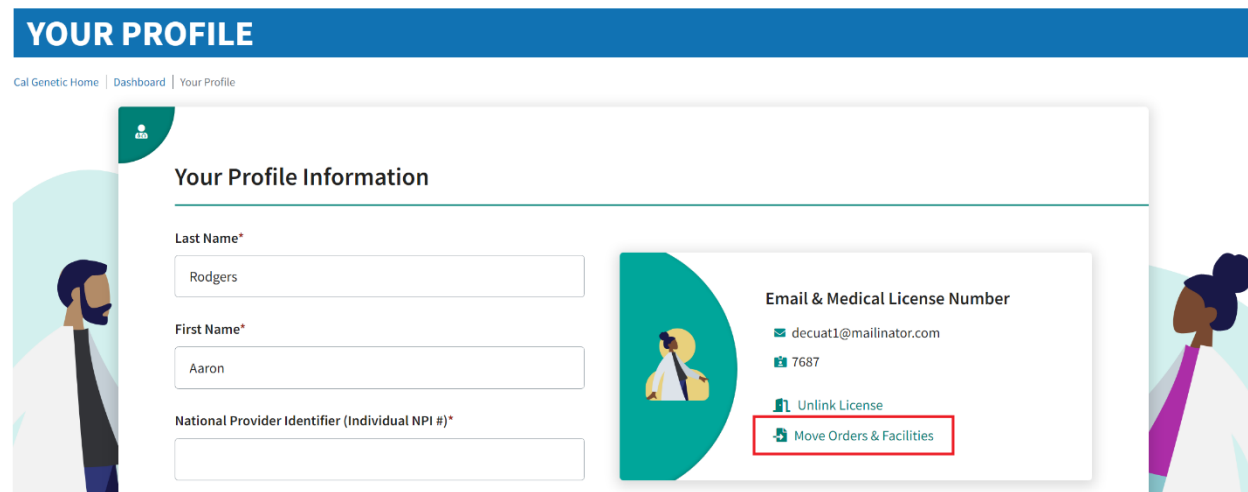 YOUR PROFILE
Cal Genetic Home | Dashboard | Your Profile
Your Profile Information
Last Name*
Rodgers
First Name*
Aaron
National Provider Identifier (Individual NPI #)*
Email & Medical License Number
decuat1@mailinator.com
7687
Unlink License
Move Orders & Facilities